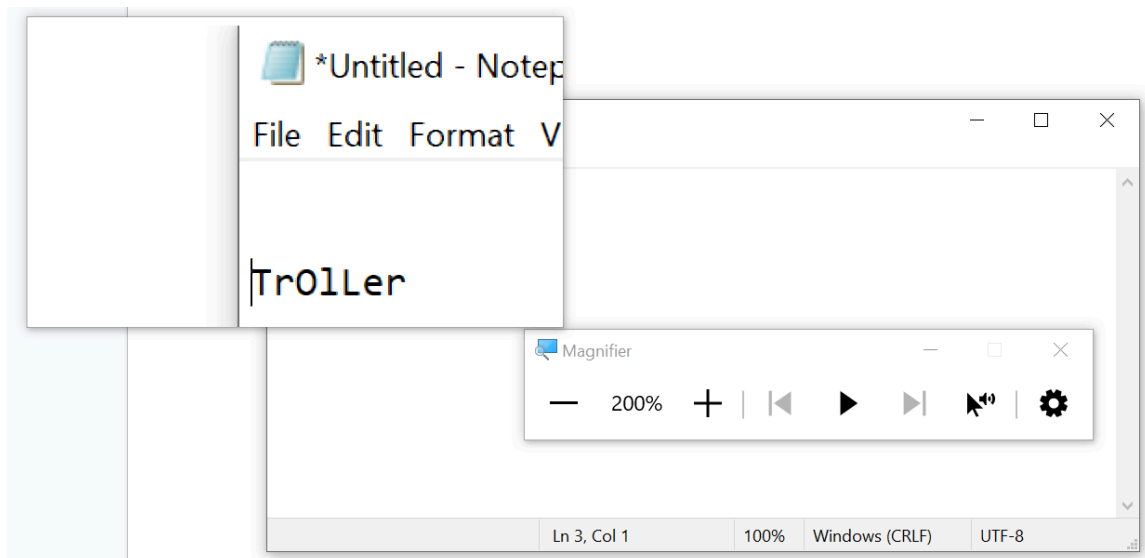 *Untitled - Notep
File Edit Format V
TrOlLer
Magnifier
200%
Ln 3, Col 1 100% Windows (CRLF) UTF-8